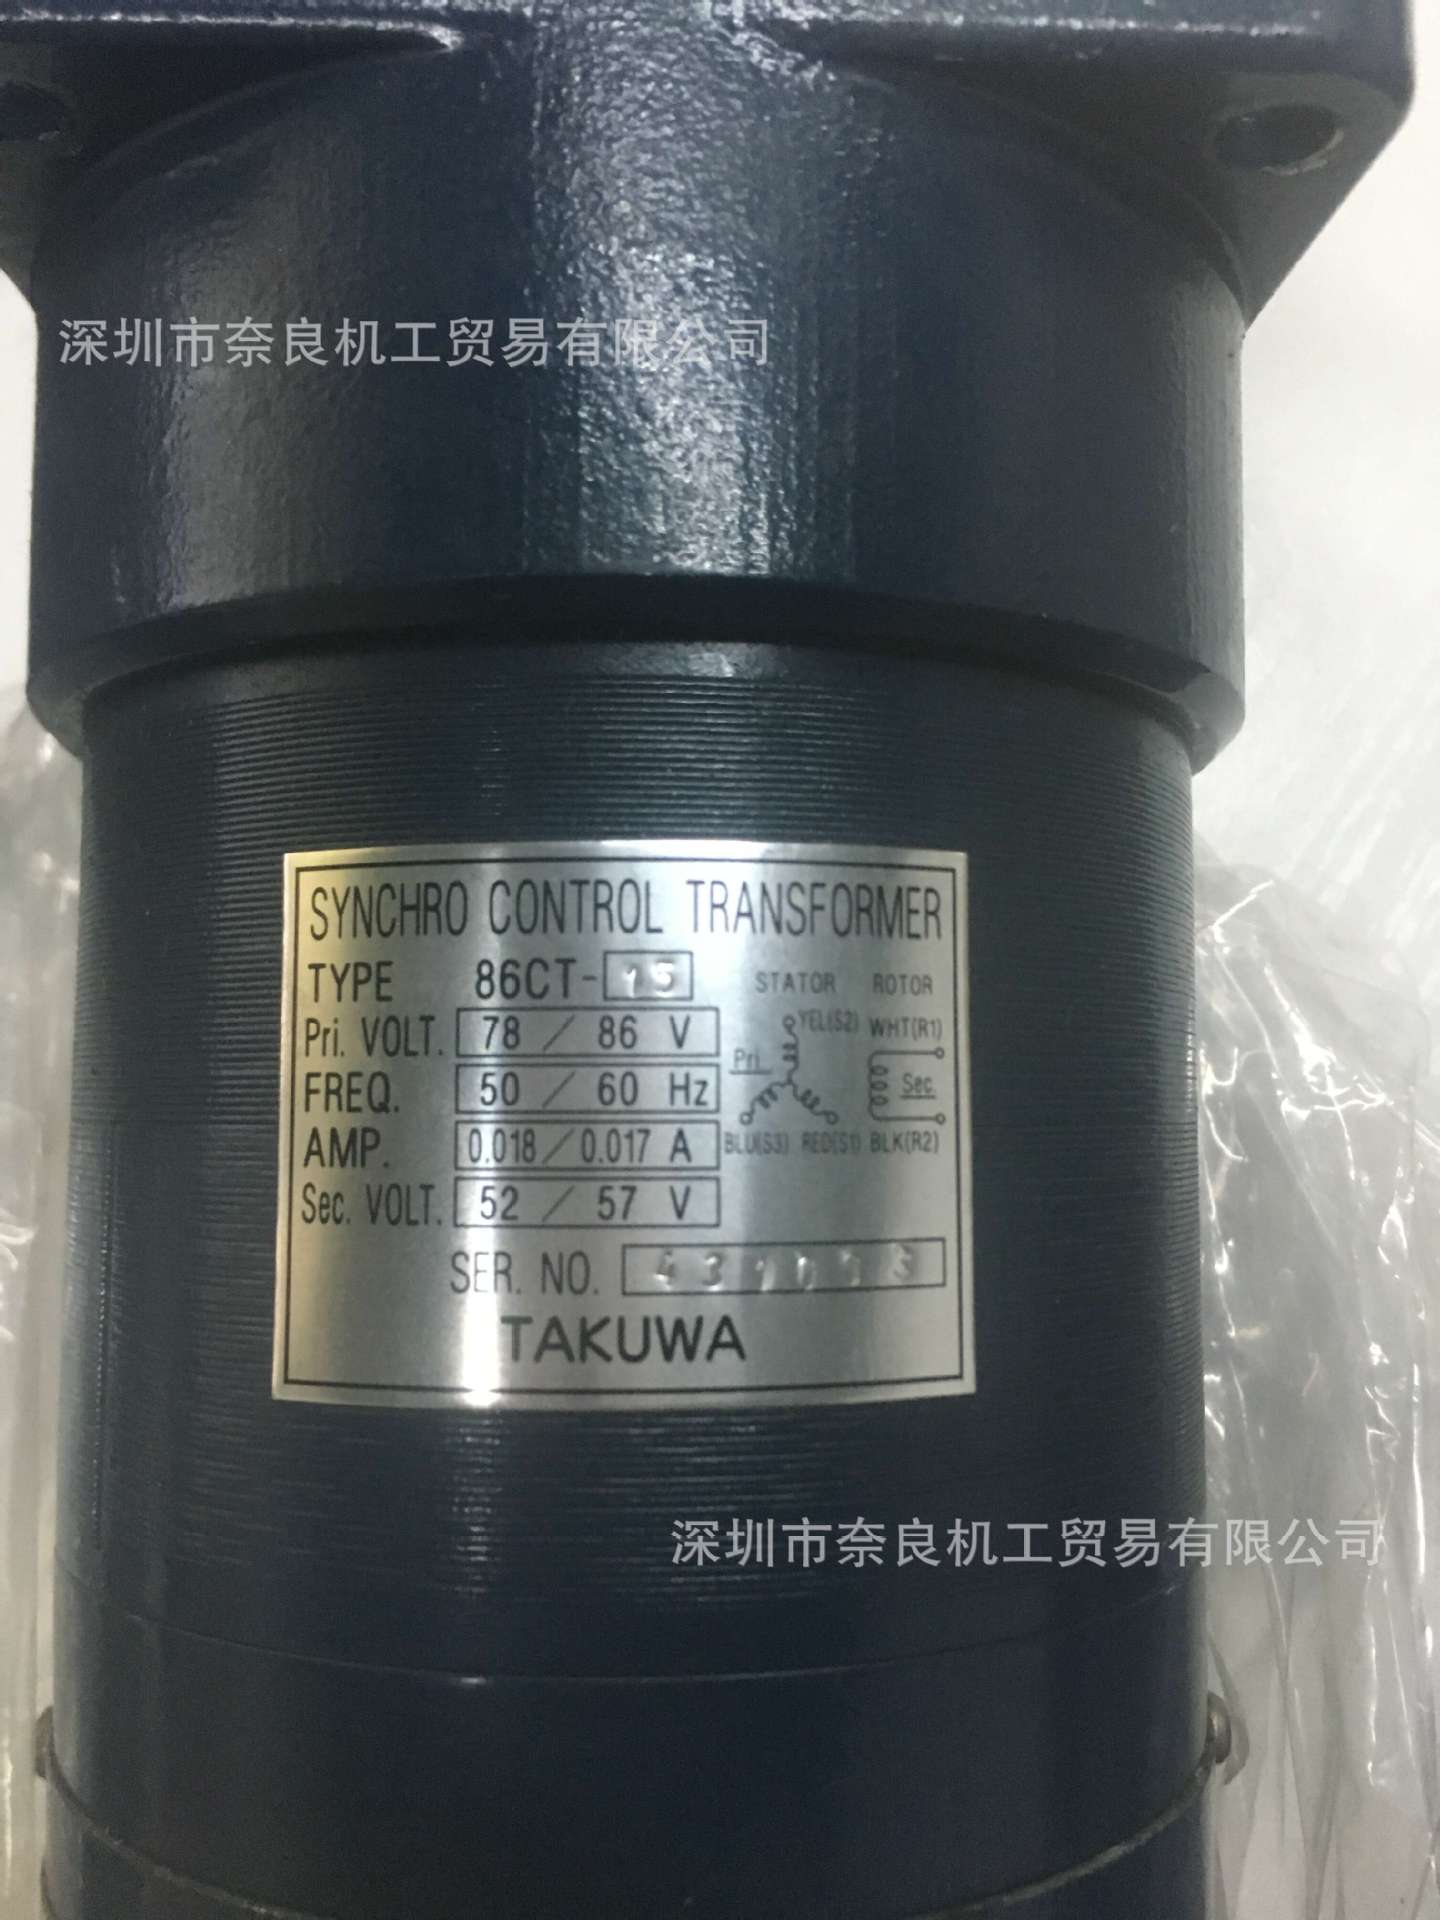 深圳市奈良机工贸易有限公司
SYNCHRO CONTROL TRANSFORMER
TYPE 86CT-15 STATOR ROTOR
Pri. VOLT. 78 / 86 V
YEL(S2) WHT(R1)
Pri. Sec.
FREQ. 50 / 60 Hz
AMP. 0.018 / 0.017 A
BLU(S3) RED(S1) BLK(R2)
Sec. VOLT. 52 / 57 V
SER. NO.
TAKUWA
深圳市奈良机工贸易有限公司